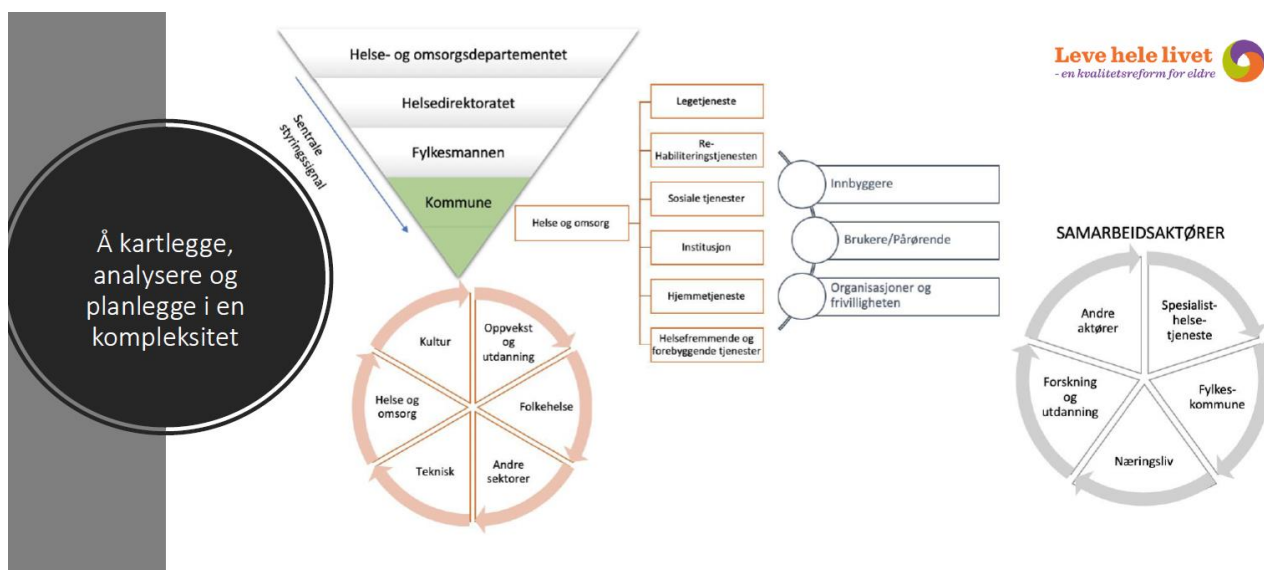 Å kartlegge,
analysere og
planlegge i en
kompleksitet
Helse- og omsorgsdepartementet
Helsedirektoratet
Fylkesmannen
Kommune
Sentrale
styringssignal
Kultur
Oppvekst
og
utdanning
Folkehelse
Andre
sektorer
Teknisk
Helse og
omsorg
Helse og omsorg
Legetjeneste
Re-
Habiliteringstjenesten
Sosiale tjenester
Institusjon
Hjemmetjeneste
Helsefremmende og
forebyggende tjenester
Innbyggere
Brukere/Pårørende
Organisasjoner og
frivilligheten
Leve hele livet
- en kvalitetsreform for eldre
SAMARBEIDSAKTØRER
Andre
aktører
Spesialist-
helse-
tjeneste
Fylkes-
kommune
Næringsliv
Forskning
og
utdanning